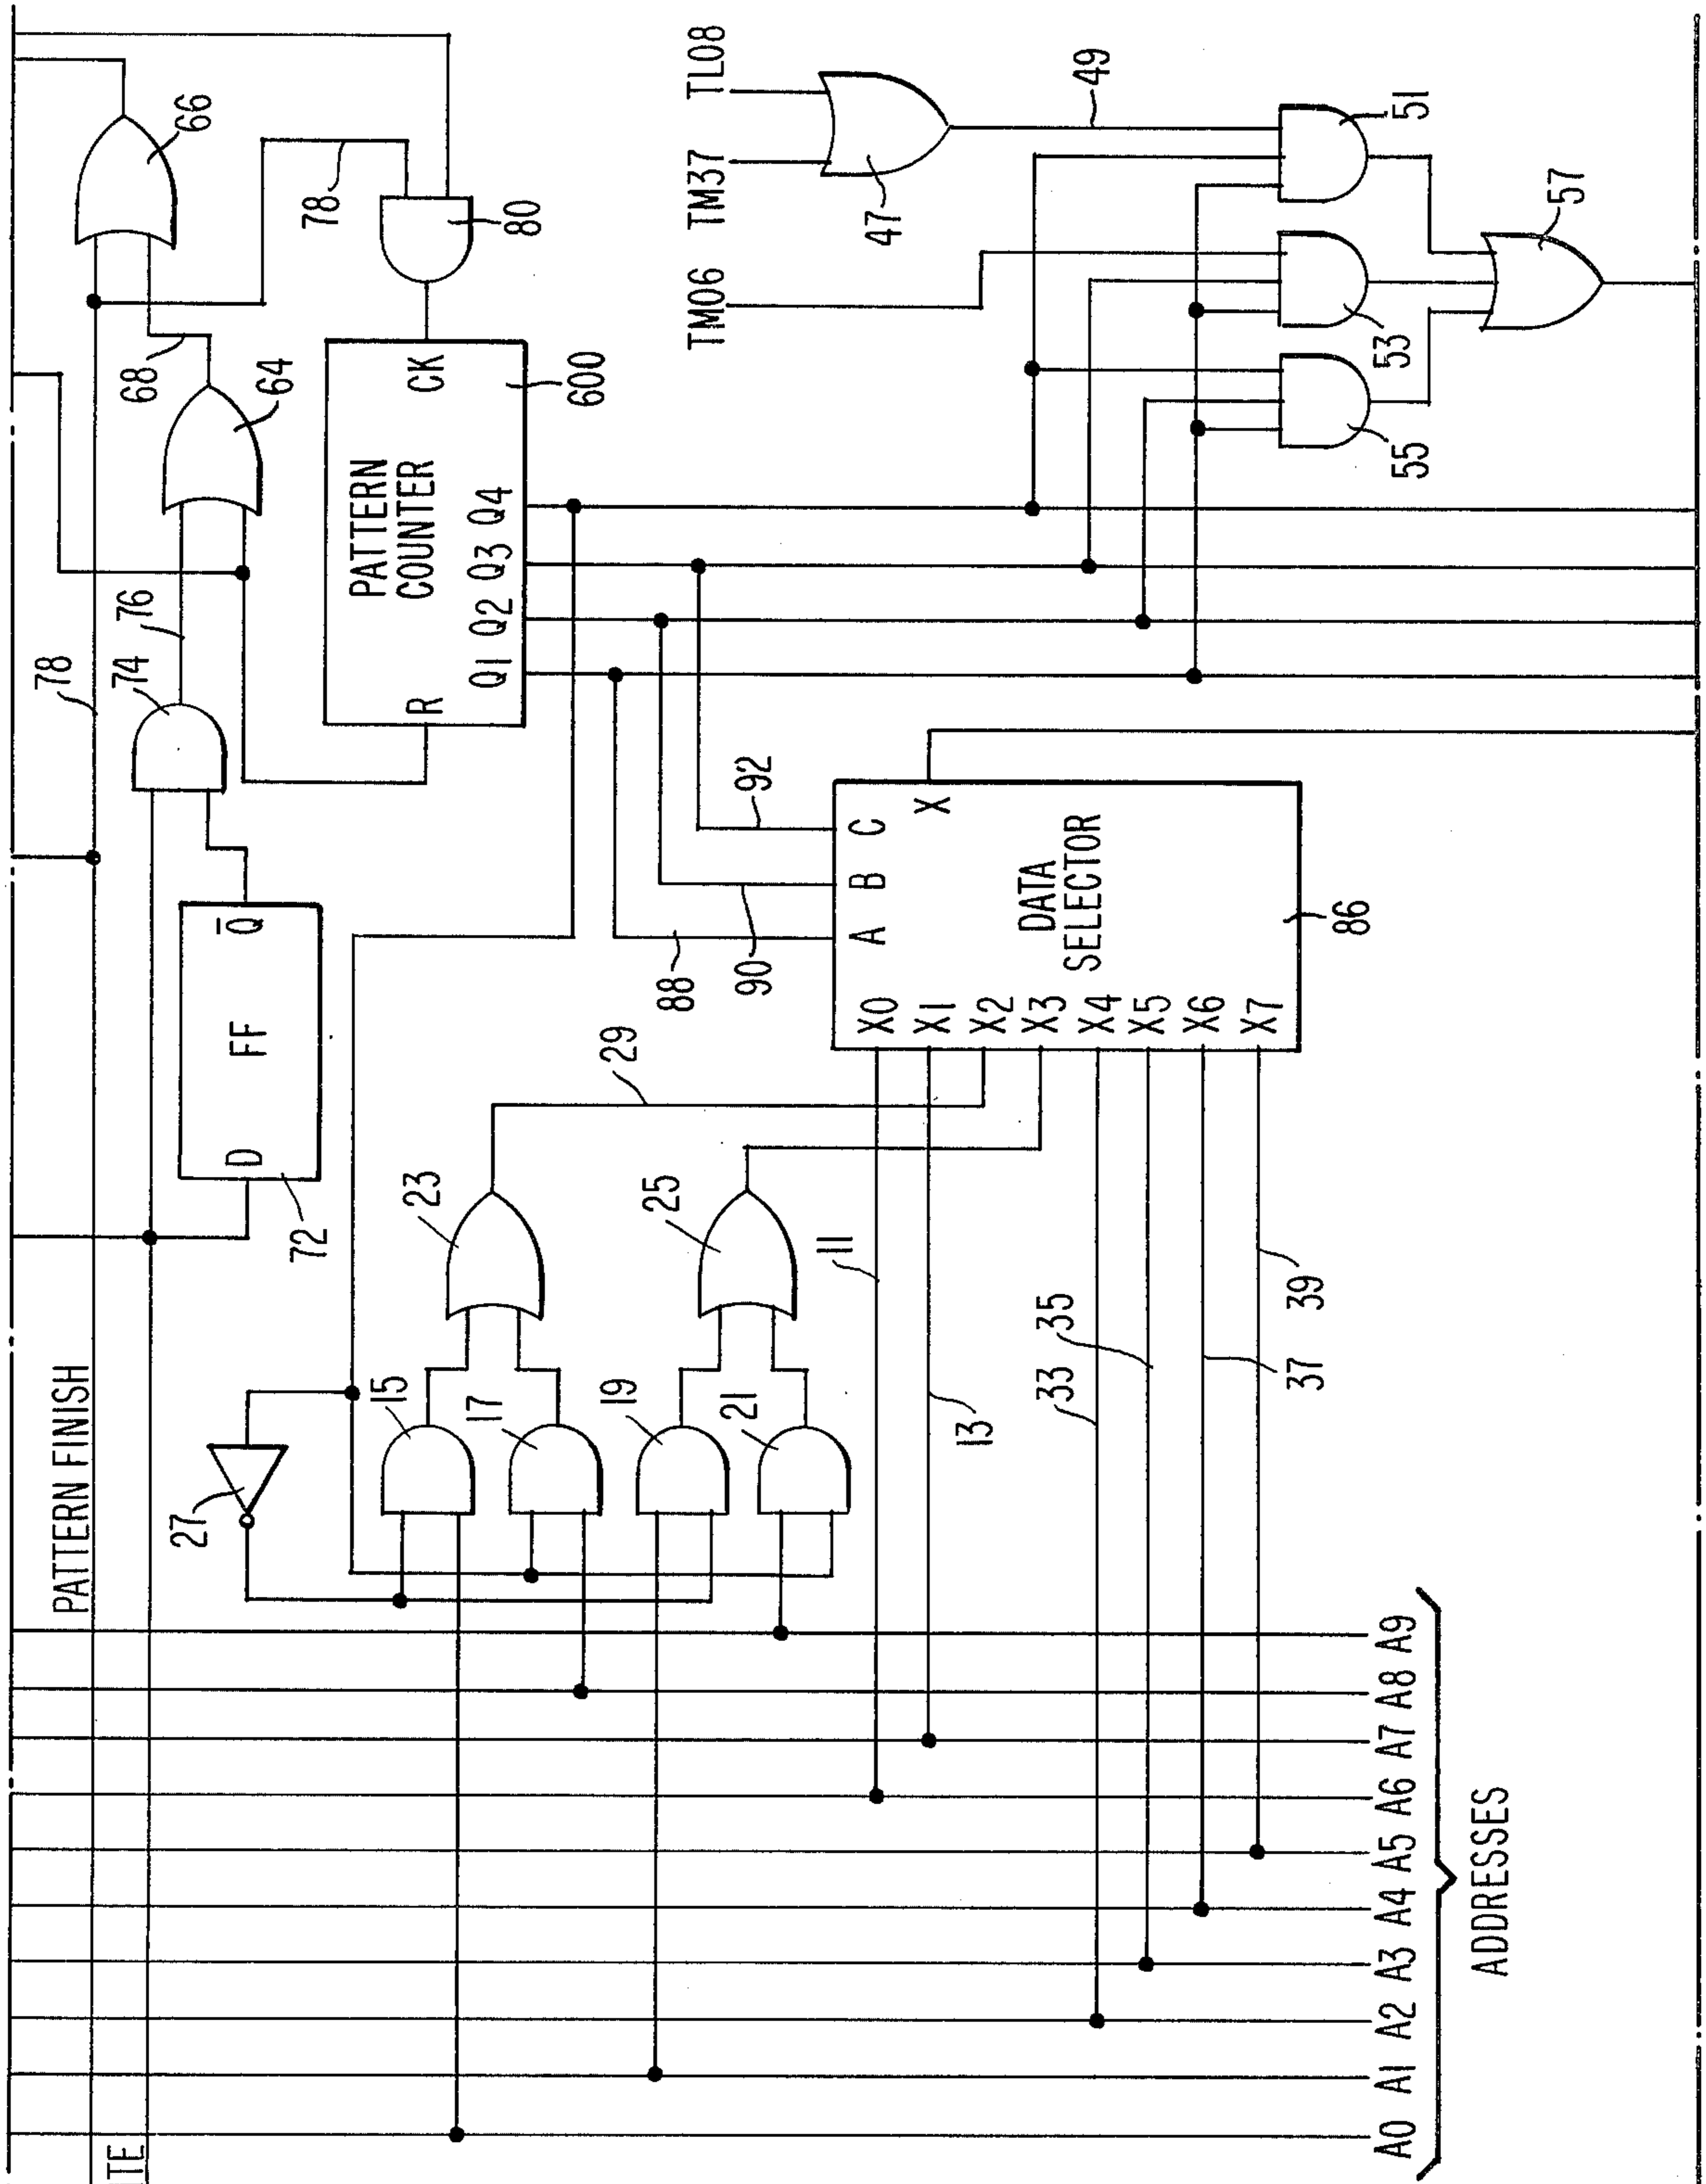 PATTERN FINISH
78
66
68
64
76
74
72
D
FF
Q̅
78
80
TE
27
R
PATTERN
COUNTER
CK
600
Q1 Q2 Q3 Q4
15
17
19
21
23
25
29
88
90
92
A B C
X
X0
X1
X2
X3
X4
X5
X6
X7
DATA
SELECTOR
86
11
13
33
35
37
39
TM06 TM37 TL08
47
49
51
53
55
57
A0 A1 A2 A3 A4 A5 A6 A7 A8 A9
ADDRESSES